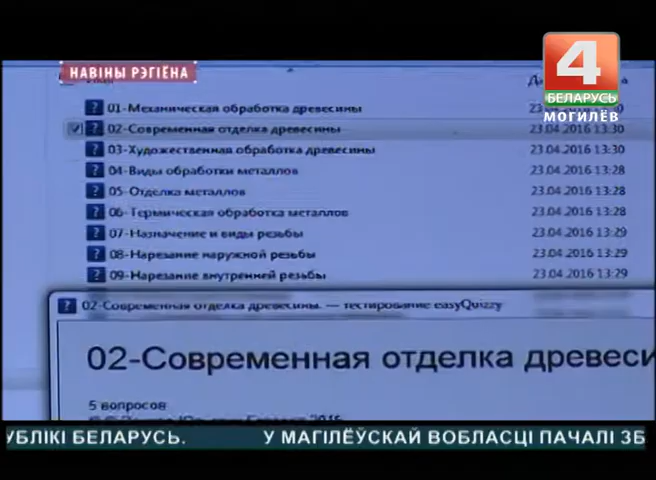 НАВІНЫ РЭГІЁНА
4
БЕЛАРУСЬ
МОГИЛЁВ
01-Механическая обработка древесины
02-Современная отделка древесины 23.04.2016 13:30
03-Художественная обработка древесины 23.04.2016 13:30
04-Виды обработки металлов 23.04.2016 13:28
05-Отделка металлов 23.04.2016 13:28
06-Термическая обработка металлов 23.04.2016 13:28
07-Назначение и виды резьбы 23.04.2016 13:29
08-Нарезание наружной резьбы 23.04.2016 13:29
09-Нарезание внутренней резьбы 23.04.2016 13:29
02-Современная отделка древесины. — тестирование easyQuizzy
02-Современная отделка древеси
5 вопросов
УБЛІКІ БЕЛАРУСЬ. У МАГІЛЁЎСКАЙ ВОБЛАСЦІ ПАЧАЛІ ЗБ